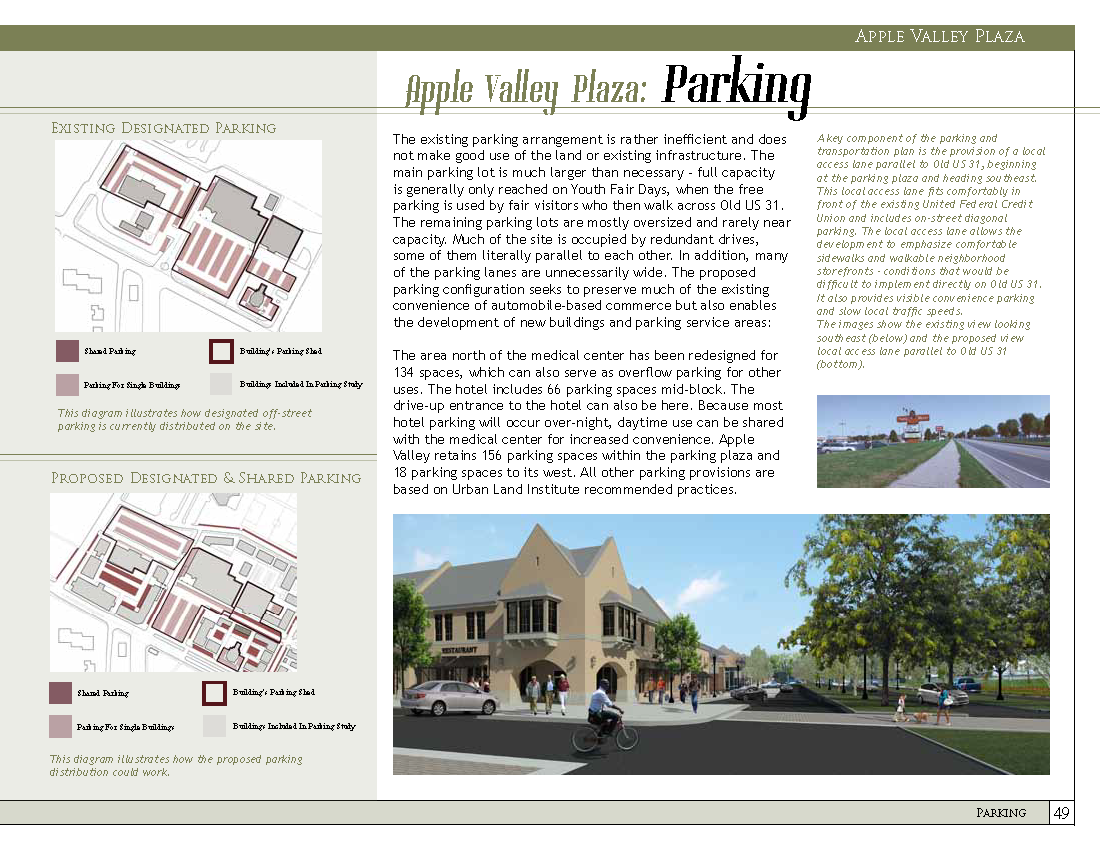 APPLE VALLEY PLAZA
Apple Valley Plaza: Parking
EXISTING DESIGNATED PARKING
Shared Parking
Building's Parking Shed
Parking For Single Buildings
Buildings Included In Parking Study
This diagram illustrates how designated off-street
parking is currently distributed on the site.
PROPOSED DESIGNATED & SHARED PARKING
Shared Parking
Building's Parking Shed
Parking For Single Buildings
Buildings Included In Parking Study
This diagram illustrates how the proposed parking
distribution could work.
The existing parking arrangement is rather inefficient and does
not make good use of the land or existing infrastructure. The
main parking lot is much larger than necessary - full capacity
is generally only reached on Youth Fair Days, when the free
parking is used by fair visitors who then walk across Old US 31.
The remaining parking lots are mostly oversized and rarely near
capacity. Much of the site is occupied by redundant drives,
some of them literally parallel to each other. In addition, many
of the parking lanes are unnecessarily wide. The proposed
parking configuration seeks to preserve much of the existing
convenience of automobile-based commerce but also enables
the development of new buildings and parking service areas:
The area north of the medical center has been redesigned for
134 spaces, which can also serve as overflow parking for other
uses. The hotel includes 66 parking spaces mid-block. The
drive-up entrance to the hotel can also be here. Because most
hotel parking will occur over-night, daytime use can be shared
with the medical center for increased convenience. Apple
Valley retains 156 parking spaces within the parking plaza and
18 parking spaces to its west. All other parking provisions are
based on Urban Land Institute recommended practices.
A key component of the parking and
transportation plan is the provision of a local
access lane parallel to Old US 31, beginning
at the parking plaza and heading southeast.
This local access lane fits comfortably in
front of the existing United Federal Credit
Union and includes on-street diagonal
parking. The local access lane allows the
development to emphasize comfortable
sidewalks and walkable neighborhood
storefronts - conditions that would be
difficult to implement directly on Old US 31.
It also provides visible convenience parking
and slow local traffic speeds.
The images show the existing view looking
southeast (below) and the proposed view
local access lane parallel to Old US 31
(bottom).
RESTAURANT
PARKING
49